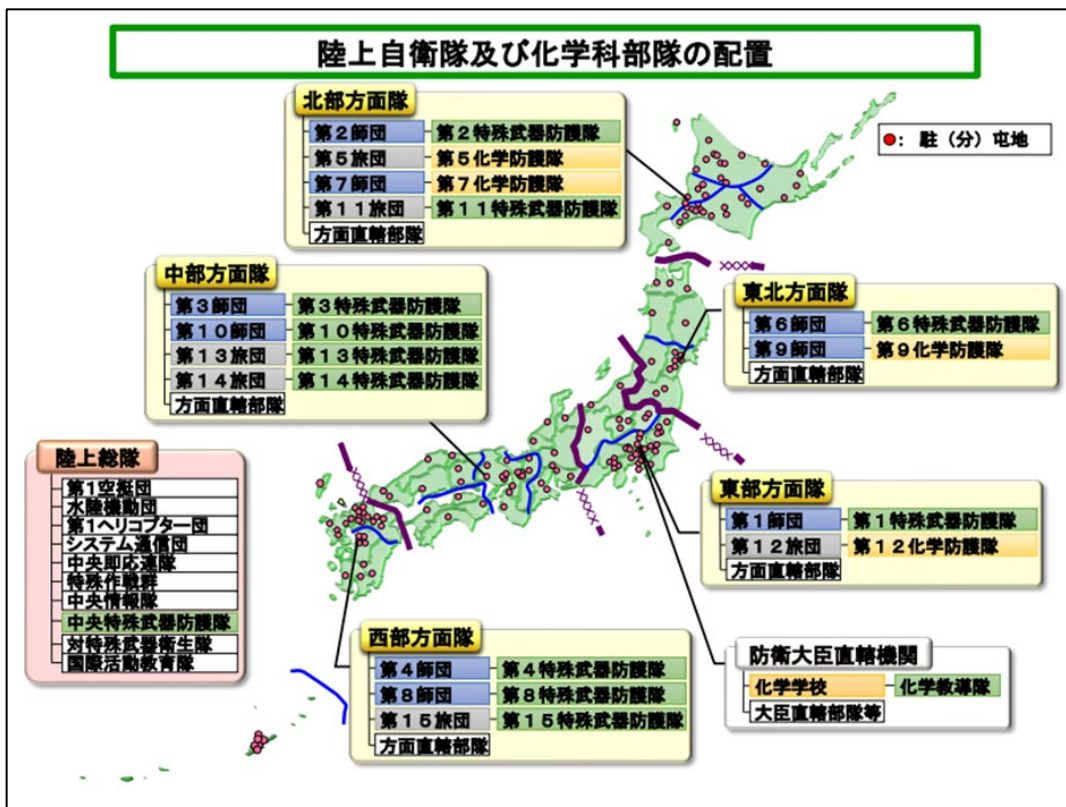 陸上自衛隊及び化学科部隊の配置
●: 駐(分)屯地
北部方面隊
第2師団 第2特殊武器防護隊
第5旅団 第5化学防護隊
第7師団 第7化学防護隊
第11旅団 第11特殊武器防護隊
方面直轄部隊
中部方面隊
第3師団 第3特殊武器防護隊
第10師団 第10特殊武器防護隊
第13旅団 第13特殊武器防護隊
第14旅団 第14特殊武器防護隊
方面直轄部隊
東北方面隊
第6師団 第6特殊武器防護隊
第9師団 第9化学防護隊
方面直轄部隊
陸上総隊
第1空挺団
水陸機動団
第1ヘリコプター団
システム通信団
中央即応連隊
特殊作戦群
中央情報隊
中央特殊武器防護隊
対特殊武器衛生隊
国際活動教育隊
東部方面隊
第1師団 第1特殊武器防護隊
第12旅団 第12化学防護隊
方面直轄部隊
西部方面隊
第4師団 第4特殊武器防護隊
第8師団 第8特殊武器防護隊
第15旅団 第15特殊武器防護隊
方面直轄部隊
防衛大臣直轄機関
化学学校 化学教導隊
大臣直轄部隊等